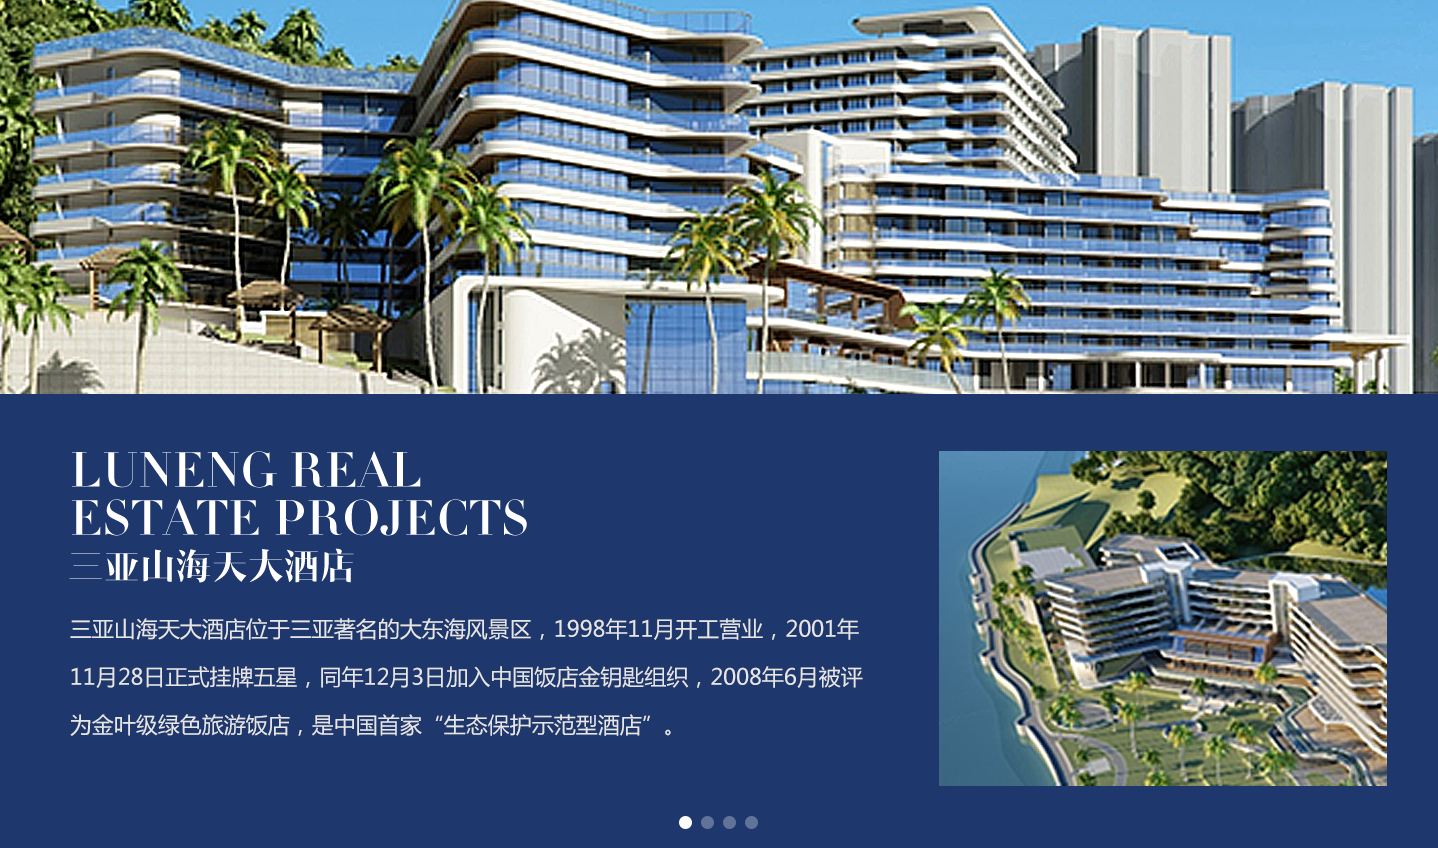 LUNENG REAL
ESTATE PROJECTS
三亚山海天大酒店
三亚山海天大酒店位于三亚著名的大东海风景区，1998年11月开工营业，2001年
11月28日正式挂牌五星，同年12月3日加入中国饭店金钥匙组织，2008年6月被评
为金叶级绿色旅游饭店，是中国首家“生态保护示范型酒店”。